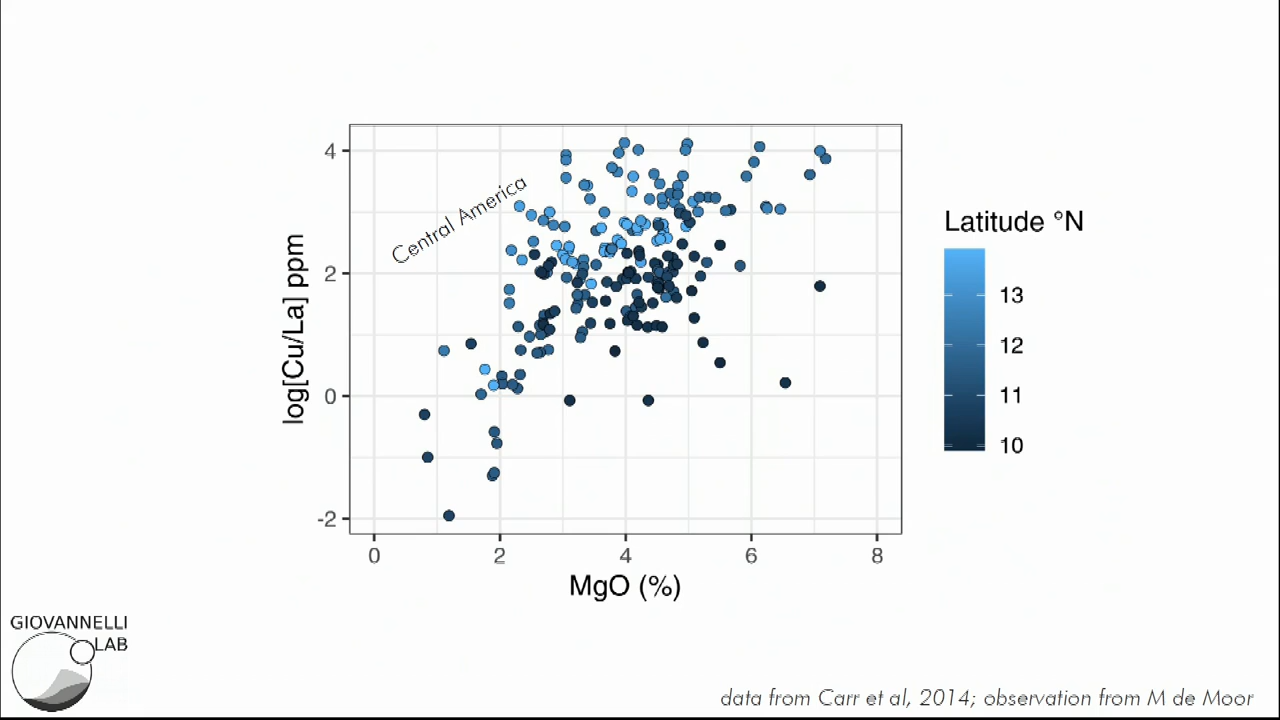 4
2
0
-2
log[Cu/La] ppm
Central America
0 2 4 6 8
MgO (%)
Latitude °N
13
12
11
10
GIOVANNELLI
LAB
data from Carr et al, 2014; observation from M de Moor